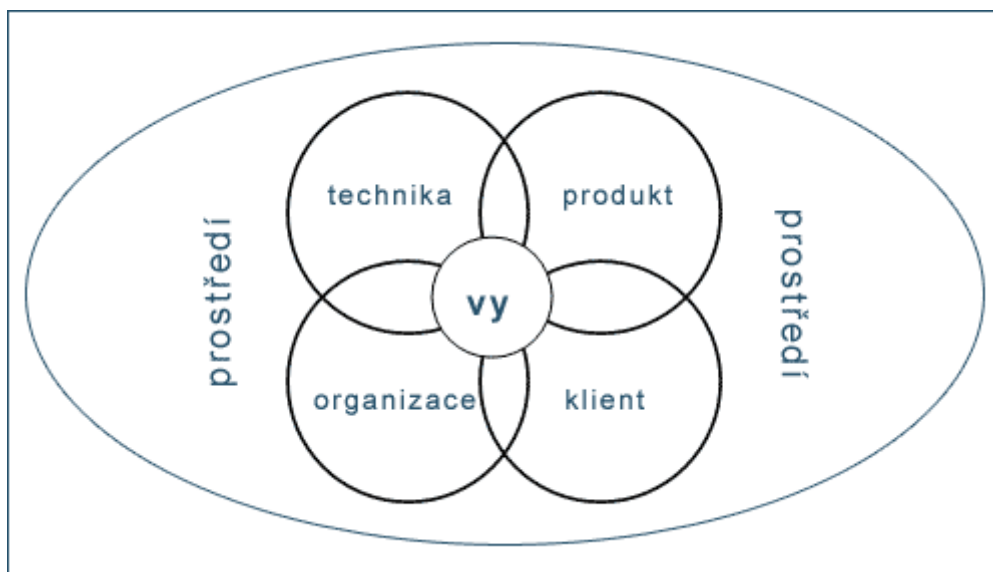 technika
produkt
prostředí
vy
prostředí
organizace
klient